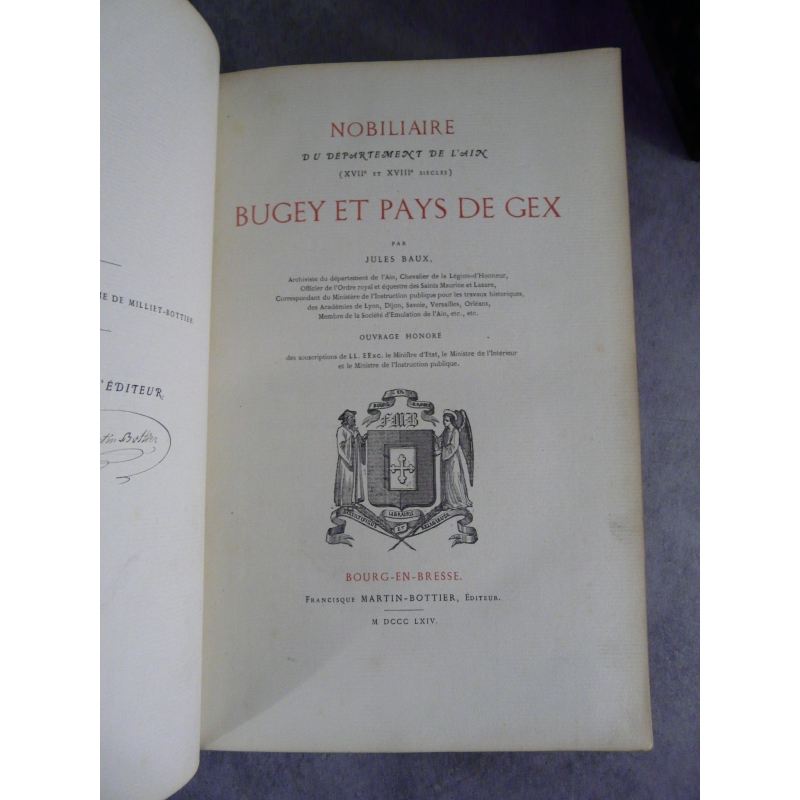 IE DE MILLIET-BOTTIER
ÉDITEUR,
NOBILIAIRE
DU DÉPARTEMENT DE L'AIN
(XVIIe ET XVIIIe SIÈCLES)
BUGEY ET PAYS DE GEX
PAR
JULES BAUX,
Archiviste du département de l'Ain, Chevalier de la Légion-d'Honneur,
Officier de l'Ordre royal et équestre des Saints Maurice et Lazare,
Correspondant du Ministère de l'Instruction publique pour les travaux historiques,
des Académies de Lyon, Dijon, Savoie, Versailles, Orléans,
Membre de la Société d'Émulation de l'Ain, etc., etc.
OUVRAGE HONORÉ
des souscriptions de LL. EExc. le Ministre d'État, le Ministre de l'Intérieur
et le Ministre de l'Instruction publique.
FMB
LIBRAIRIE
SCIENTIFIQUE ET RELIGIEUSE
BOURG-EN-BRESSE.
FRANCISQUE MARTIN-BOTTIER, ÉDITEUR.
M DCCC LXIV.